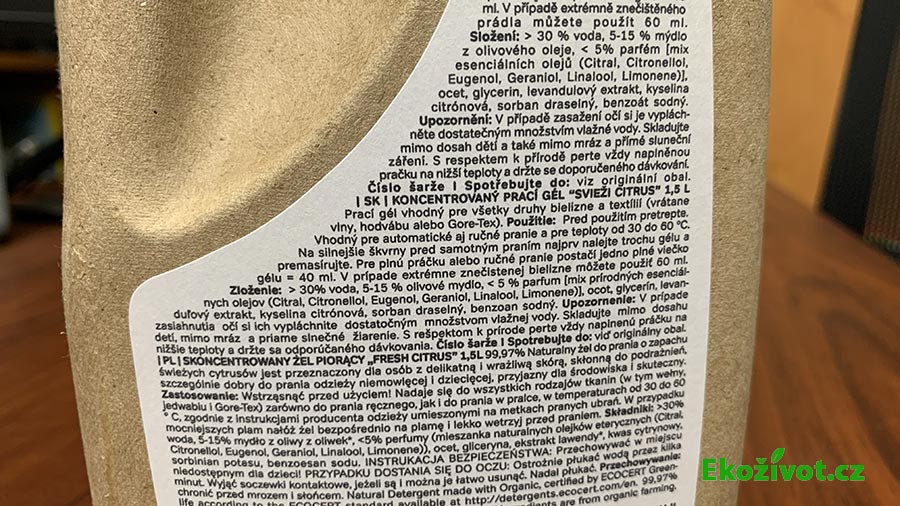 ml. V případě extrémně znečištěného
prádla můžete použít 60 ml.
Složení: > 30 % voda, 5-15 % mýdlo
z olivového oleje, < 5% parfém [mix
esenciálních olejů (Citral, Citronellol,
Eugenol, Geraniol, Linalool, Limonene)],
ocet, glycerin, levandulový extrakt, kyselina
citrónová, sorban draselný, benzoát sodný.
Upozornění: V případě zasažení očí si je vyplách-
něte dostatečným množstvím vlažné vody. Skladujte
mimo dosah dětí a také mimo mráz a přímé sluneční
záření. S respektem k přírodě perte vždy naplněnou
pračku na nižší teploty a držte se doporučeného dávkování.
Číslo šarže I Spotřebujte do: viz originální obal.
| SK | KONCENTROVANÝ PRACÍ GÉL "SVIEŽI CITRUS" 1,5 L
Prací gél vhodný pre všetky druhy bielizne a textílií (vrátane
vlny, hodvábu alebo Gore-Tex). Použitie: Pred použitím pretrepte.
Vhodný pre automatické aj ručné pranie a pre teploty od 30 do 60 °C.
Na silnejšie škvrny pred samotným praním najprv nalejte trochu gélu a
premasírujte. Pre plnú práčku alebo ručné pranie postačí jedno plné viečko
gélu = 40 ml. V prípade extrémne znečistenej bielizne môžete použiť 60 ml.
Zloženie: > 30% voda, 5-15 % olivové mydlo, < 5 % parfum [mix prírodných esenciál-
nych olejov (Citral, Citronellol, Eugenol, Geraniol, Linalool, Limonene)], ocot, glycerín, levan-
duľový extrakt, kyselina citrónová, sorban draselný, benzoan sodný. Upozornenie: V prípade
zasiahnutia očí si ich vypláchnite dostatočným množstvom vlažnej vody. Skladujte mimo dosahu
detí, mimo mráz a priame slnečné žiarenie. S rešpektom k prírode perte vždy naplnenú práčku na
nižšie teploty a držte sa odporúčaného dávkovania. Číslo šarže I Spotrebujte do: viď originálny obal.
| PL | SKONCENTROWANY ŻEL PIORĄCY „FRESH CITRUS" 1,5L 99,97% Naturalny żel do prania o zapachu
świeżych cytrusów jest przeznaczony dla osób z delikatną i wrażliwą skórą, skłonną do podrażnień,
szczególnie dobry do prania odzieży niemowlęcej i dziecięcej, przyjazny dla środowiska i skuteczny.
Zastosowanie: Wstrząsnąć przed użyciem! Nadaje się do wszystkich rodzajów tkanin (w tym wełny,
jedwabiu i Gore-Tex) zarówno do prania ręcznego, jak i do prania w pralce, w temperaturach od 30 do 60
° C, zgodnie z instrukcjami producenta odzieży umieszonymi na metkach pranych ubrań. W przypadku
mocniejszych plam nałóż żel bezpośrednio na plamę i lekko wetrzyj przed praniem. Składniki: >30%
woda, 5-15% mydło z oliwy z oliwek*, <5% perfumy (mieszanka naturalnych olejków eterycznych (Citral,
Citronellol, Eugenol, Geraniol, Linalool, Limonene)), ocet, gliceryna, ekstrakt lawendy*, kwas cytrynowy,
sorbinian potasu, benzoesan sodu. INSTRUKCJA BEZPIECZEŃSTWA: Przechowywać w miejscu
niedostępnym dla dzieci! PRZYPADKU DOSTANIA SIĘ DO OCZU: Ostrożnie płukać wodą przez kilka
minut. Wyjąć soczewki kontaktowe, jeżeli są i można je łatwo usunąć. Nadal płukać. Przechowywanie:
chronić przed mrozem i słońcem. Natural Detergent made with Organic, certified by ECOCERT Green-
life according to the ECOCERT standard available at http://detergents.ecocert.com/en. 99,97%
ingredients are from organic farming.
Ekoživot.cz